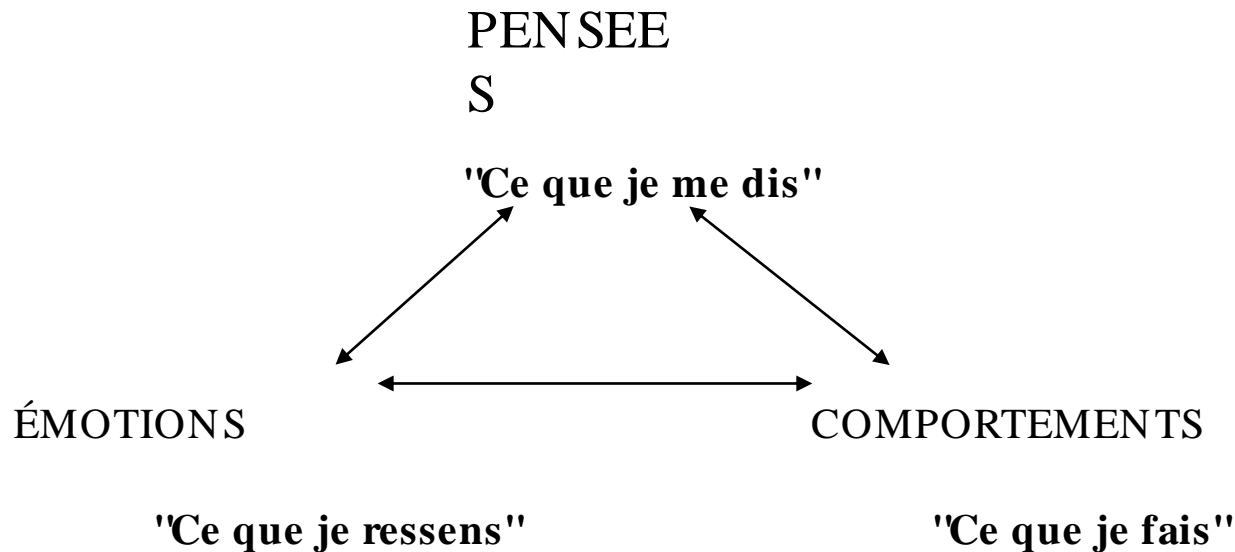 PENSEE
S
"Ce que je me dis"
ÉMOTIONS
COMPORTEMENTS
"Ce que je ressens"
"Ce que je fais"